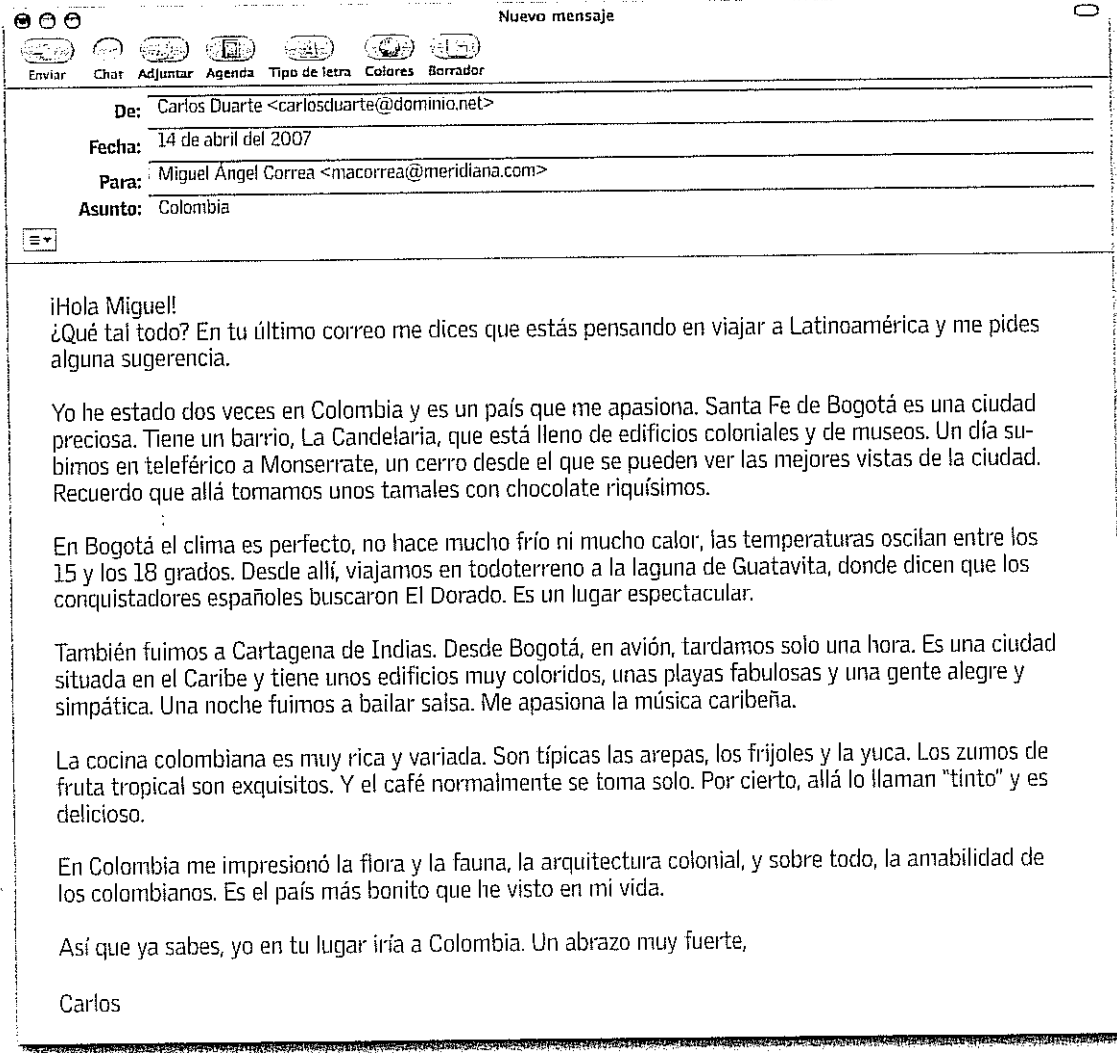 Nuevo mensaje
Enviar Chat Adjuntar Agenda Tipo de letra Colores Borrador
De: Carlos Duarte <carlosduarte@dominio.net>
Fecha: 14 de abril del 2007
Para: Miguel Ángel Correa <macorrea@meridiana.com>
Asunto: Colombia
¡Hola Miguel!
¿Qué tal todo? En tu último correo me dices que estás pensando en viajar a Latinoamérica y me pides
alguna sugerencia.
Yo he estado dos veces en Colombia y es un país que me apasiona. Santa Fe de Bogotá es una ciudad
preciosa. Tiene un barrio, La Candelaria, que está lleno de edificios coloniales y de museos. Un día su-
bimos en teleférico a Monserrate, un cerro desde el que se pueden ver las mejores vistas de la ciudad.
Recuerdo que allá tomamos unos tamales con chocolate riquísimos.
En Bogotá el clima es perfecto, no hace mucho frío ni mucho calor, las temperaturas oscilan entre los
15 y los 18 grados. Desde allí, viajamos en todoterreno a la laguna de Guatavita, donde dicen que los
conquistadores españoles buscaron El Dorado. Es un lugar espectacular.
También fuimos a Cartagena de Indias. Desde Bogotá, en avión, tardamos solo una hora. Es una ciudad
situada en el Caribe y tiene unos edificios muy coloridos, unas playas fabulosas y una gente alegre y
simpática. Una noche fuimos a bailar salsa. Me apasiona la música caribeña.
La cocina colombiana es muy rica y variada. Son típicas las arepas, los frijoles y la yuca. Los zumos de
fruta tropical son exquisitos. Y el café normalmente se toma solo. Por cierto, allá lo llaman "tinto" y es
delicioso.
En Colombia me impresionó la flora y la fauna, la arquitectura colonial, y sobre todo, la amabilidad de
los colombianos. Es el país más bonito que he visto en mi vida.
Así que ya sabes, yo en tu lugar iría a Colombia. Un abrazo muy fuerte,
Carlos